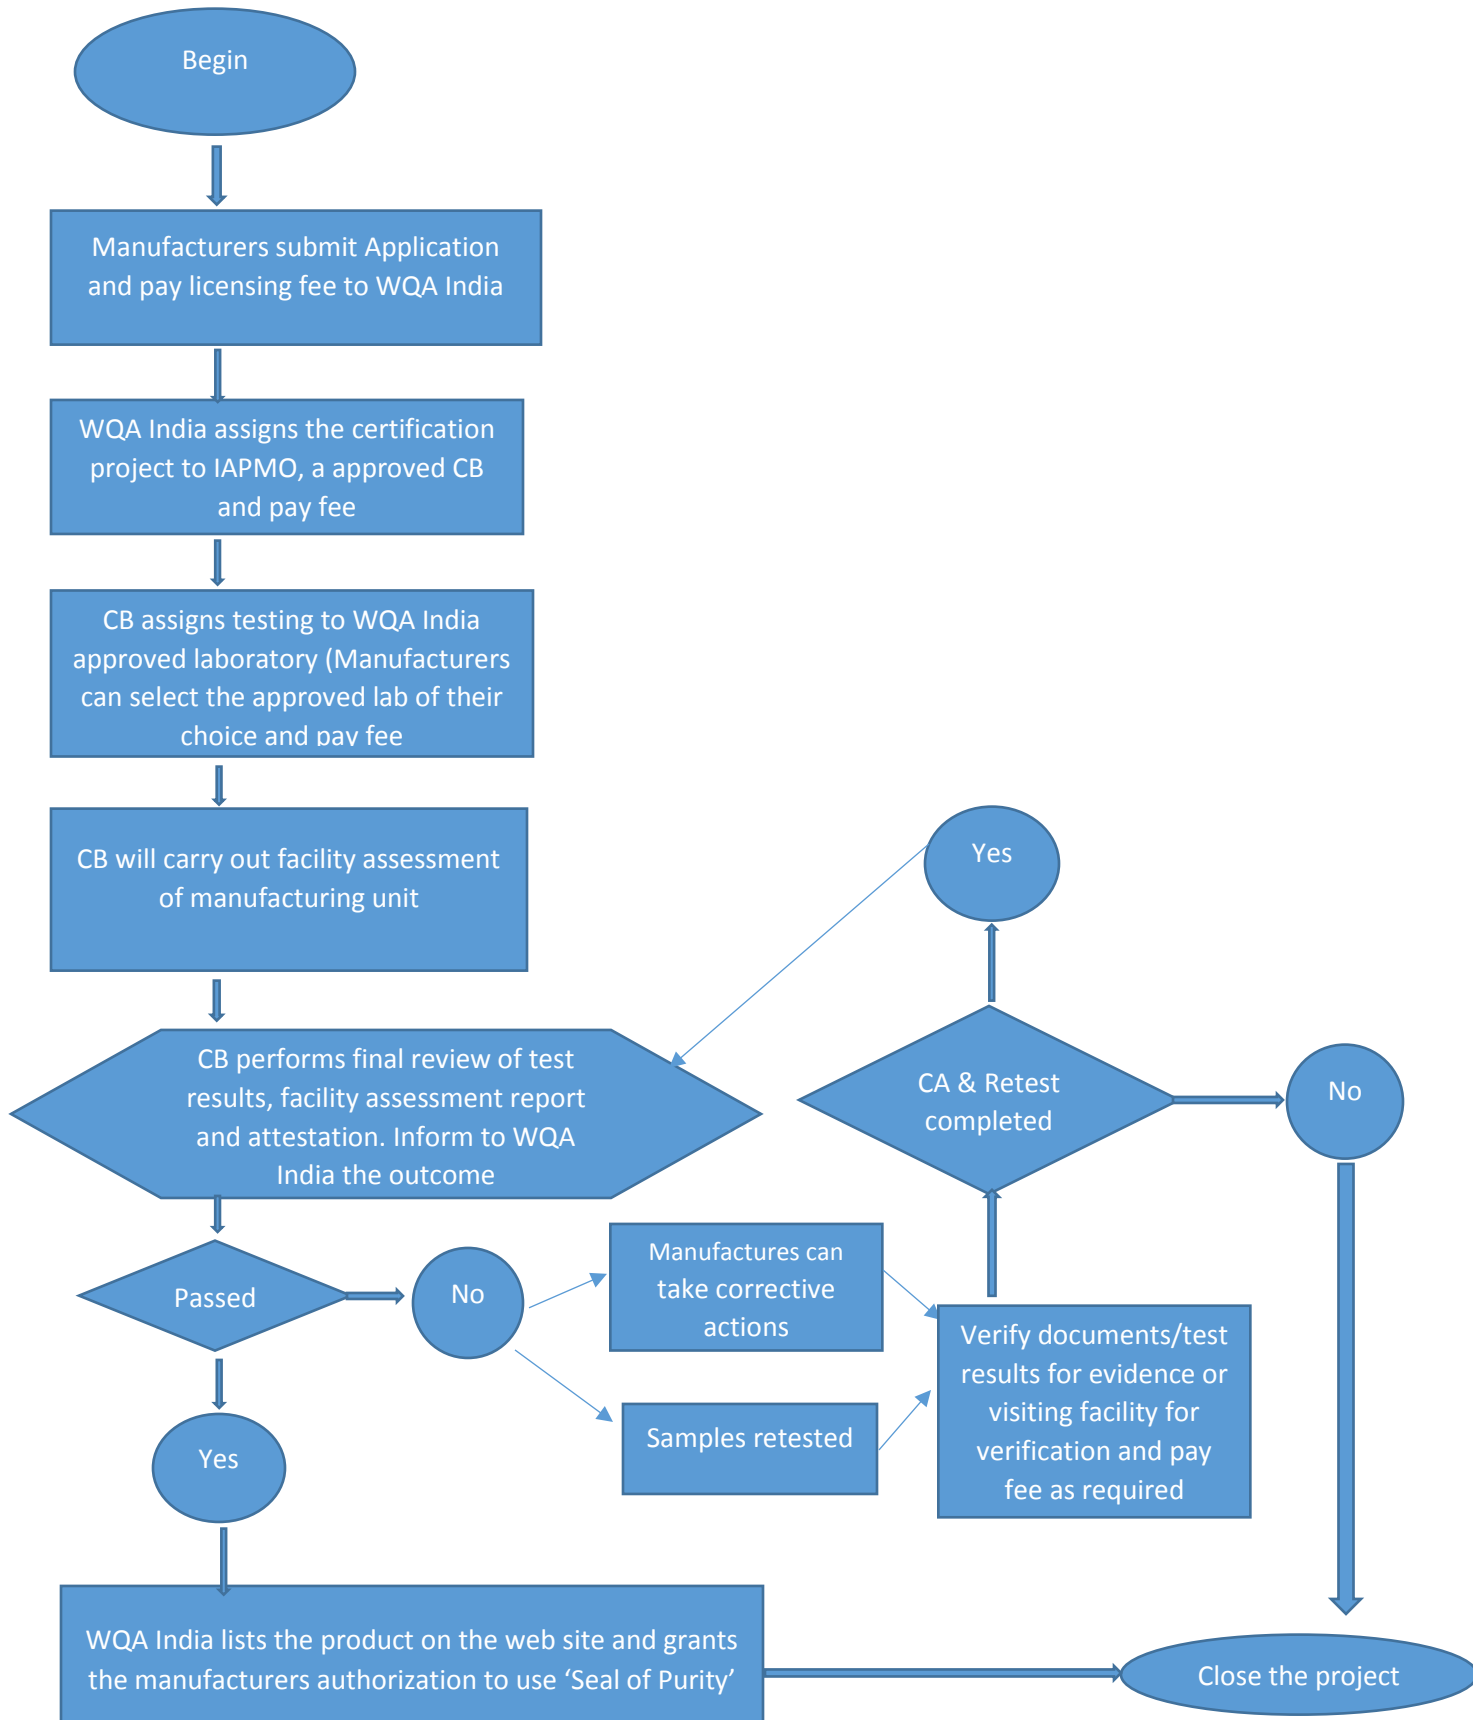 Begin
Manufacturers submit Application
and pay licensing fee to WQA India
WQA India assigns the certification
project to IAPMO, a approved CB
and pay fee
CB assigns testing to WQA India
approved laboratory (Manufacturers
can select the approved lab of their
choice and pay fee
CB will carry out facility assessment
of manufacturing unit
Yes
CB performs final review of test
results, facility assessment report
and attestation. Inform to WQA
India the outcome
CA & Retest
completed
No
Passed
No
Manufactures can
take corrective
actions
Samples retested
Verify documents/test
results for evidence or
visiting facility for
verification and pay
fee as required
Yes
WQA India lists the product on the web site and grants
the manufacturers authorization to use ‘Seal of Purity’
Close the project